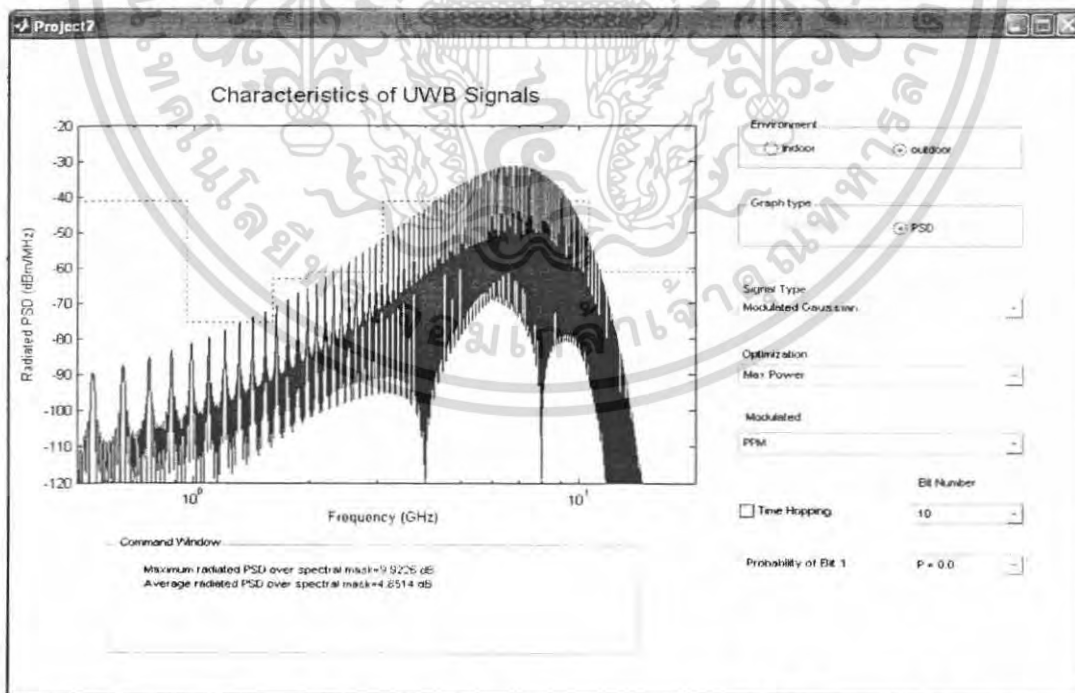 Project2
Characteristics of UWB Signals
-20
-30
-40
-50
-60
-70
-80
-90
-100
-110
-120
Radiated PSD (dBm/MHz)
10⁰
10¹
Frequency (GHz)
Command Window
Maximum radiated PSD over spectral mask=9.9226 dB
Average radiated PSD over spectral mask=4.8514 dB
Environment
indoor
outdoor
Graph type
PSD
Signal Type
Modulated Gaussian
Optimization
Max Power
Modulated
PPM
Bit Number
Time Hopping
10
Probability of Bit 1
P = 0.0